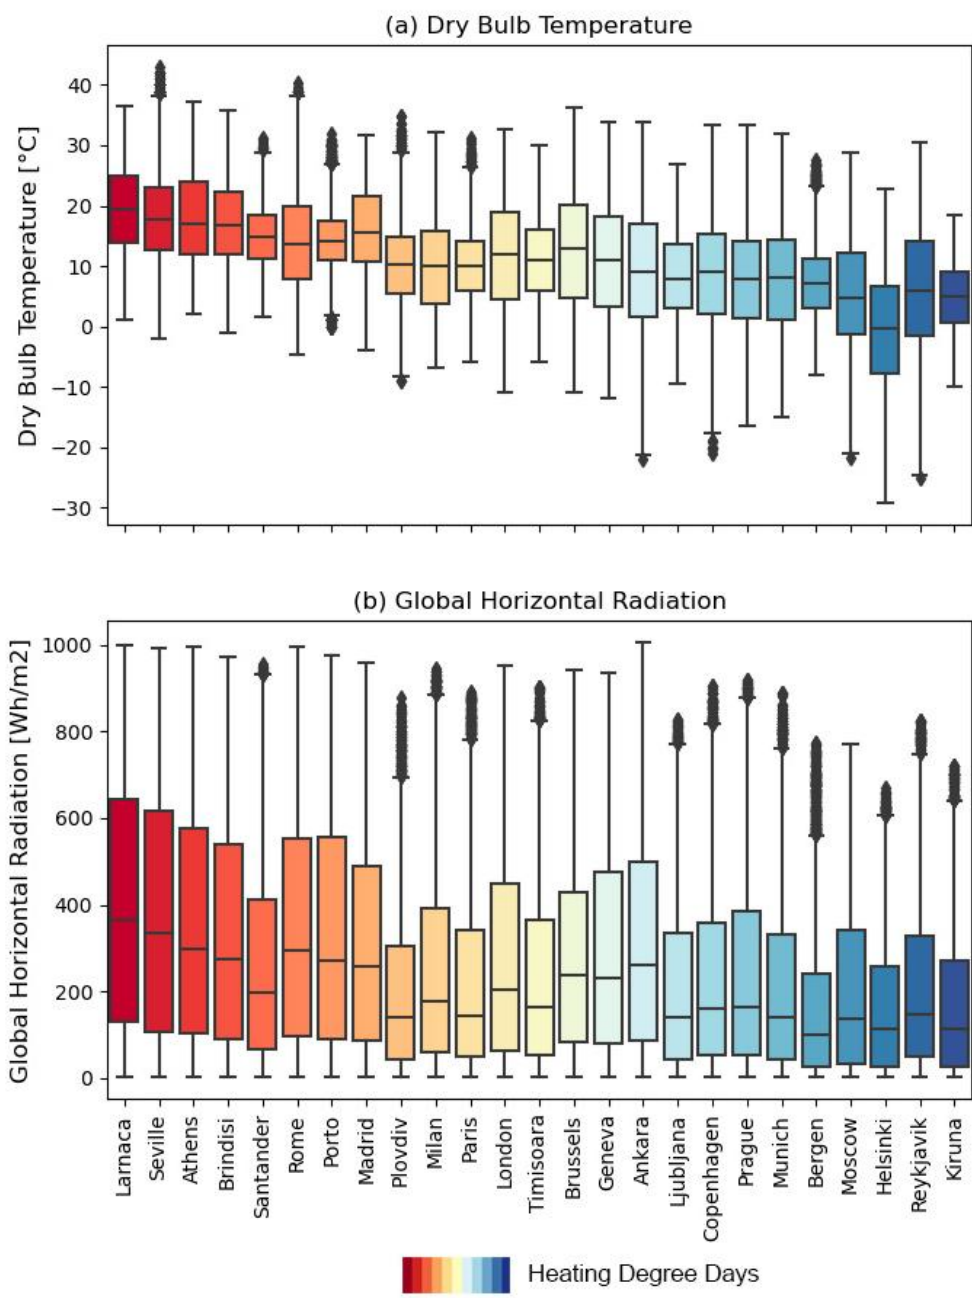 (a) Dry Bulb Temperature
Dry Bulb Temperature [°C]
40
30
20
10
0
−10
−20
−30
(b) Global Horizontal Radiation
Global Horizontal Radiation [Wh/m2]
1000
800
600
400
200
0
Larnaca
Seville
Athens
Brindisi
Santander
Rome
Porto
Madrid
Plovdiv
Milan
Paris
London
Timisoara
Brussels
Geneva
Ankara
Ljubljana
Copenhagen
Prague
Munich
Bergen
Moscow
Helsinki
Reykjavik
Kiruna
Heating Degree Days